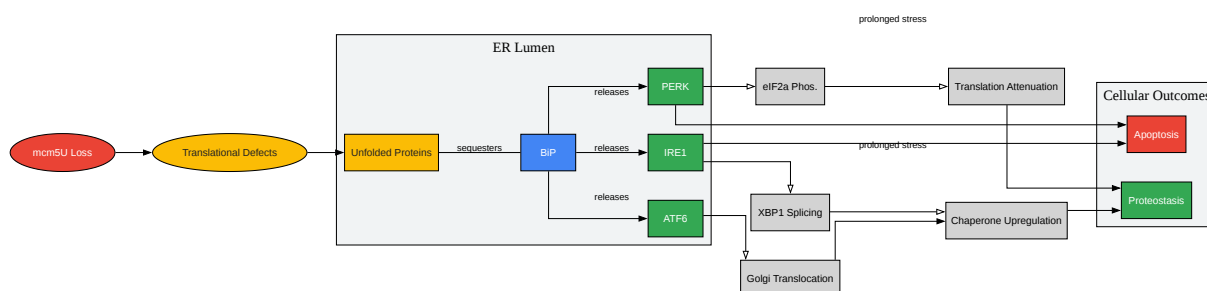 prolonged stress
ER Lumen
PERK
releases
eIF2a Phos.
Translation Attenuation
Cellular Outcomes
mcm5U Loss
Translational Defects
Unfolded Proteins
sequesters
BiP
releases
IRE1
prolonged stress
Apoptosis
releases
ATF6
XBP1 Splicing
Chaperone Upregulation
Proteostasis
Golgi Translocation